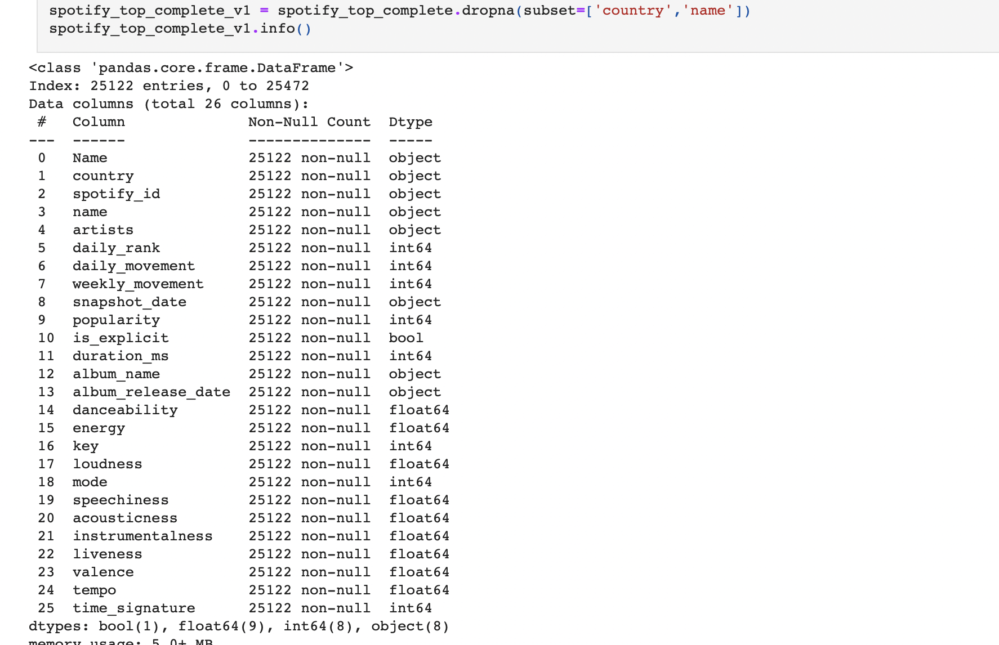 spotify_top_complete_v1 = spotify_top_complete.dropna(subset=['country','name'])
spotify_top_complete_v1.info()
<class 'pandas.core.frame.DataFrame'>
Index: 25122 entries, 0 to 25472
Data columns (total 26 columns):
 #   Column              Non-Null Count  Dtype
---  ------              --------------  -----
 0   Name                25122 non-null  object
 1   country             25122 non-null  object
 2   spotify_id          25122 non-null  object
 3   name                25122 non-null  object
 4   artists             25122 non-null  object
 5   daily_rank          25122 non-null  int64
 6   daily_movement      25122 non-null  int64
 7   weekly_movement     25122 non-null  int64
 8   snapshot_date       25122 non-null  object
 9   popularity          25122 non-null  int64
 10  is_explicit         25122 non-null  bool
 11  duration_ms         25122 non-null  int64
 12  album_name          25122 non-null  object
 13  album_release_date  25122 non-null  object
 14  danceability        25122 non-null  float64
 15  energy              25122 non-null  float64
 16  key                 25122 non-null  int64
 17  loudness            25122 non-null  float64
 18  mode                25122 non-null  int64
 19  speechiness         25122 non-null  float64
 20  acousticness        25122 non-null  float64
 21  instrumentalness    25122 non-null  float64
 22  liveness            25122 non-null  float64
 23  valence             25122 non-null  float64
 24  tempo               25122 non-null  float64
 25  time_signature      25122 non-null  int64
dtypes: bool(1), float64(9), int64(8), object(8)
memory usage: 5.0+ MB